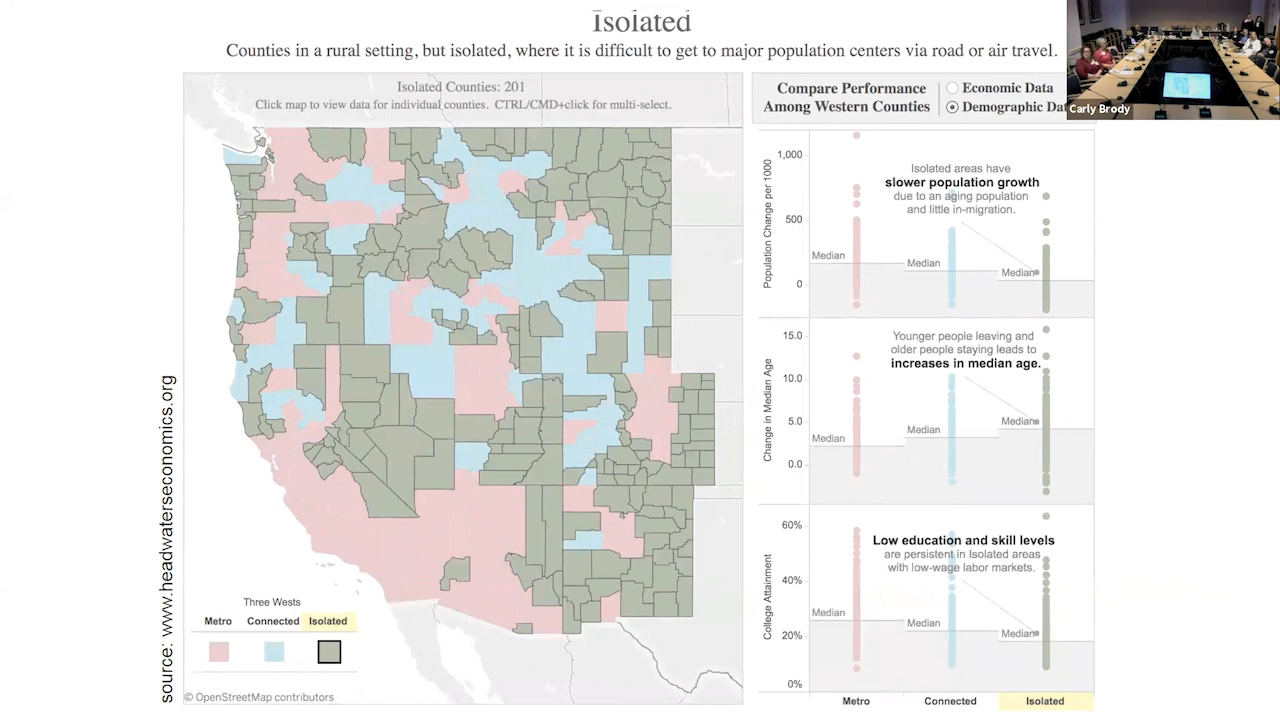 Isolated
Counties in a rural setting, but isolated, where it is difficult to get to major population centers via road or air travel.
Isolated Counties: 201
Click map to view data for individual counties. CTRL/CMD+click for multi-select.
Compare Performance
Among Western Counties
Economic Data
Demographic Dat
Carly Brody
Population Change per 1000
1,000
500
0
Isolated areas have
slower population growth
due to an aging population
and little in-migration.
Median
Median
Median
Change in Median Age
15.0
10.0
5.0
0.0
Younger people leaving and
older people staying leads to
increases in median age.
Median
Median
Median
College Attainment
60%
40%
20%
0%
Low education and skill levels
are persistent in Isolated areas
with low-wage labor markets.
Median
Median
Median
Metro
Connected
Isolated
Three Wests
Metro
Connected
Isolated
© OpenStreetMap contributors
source: www.headwaterseconomics.org